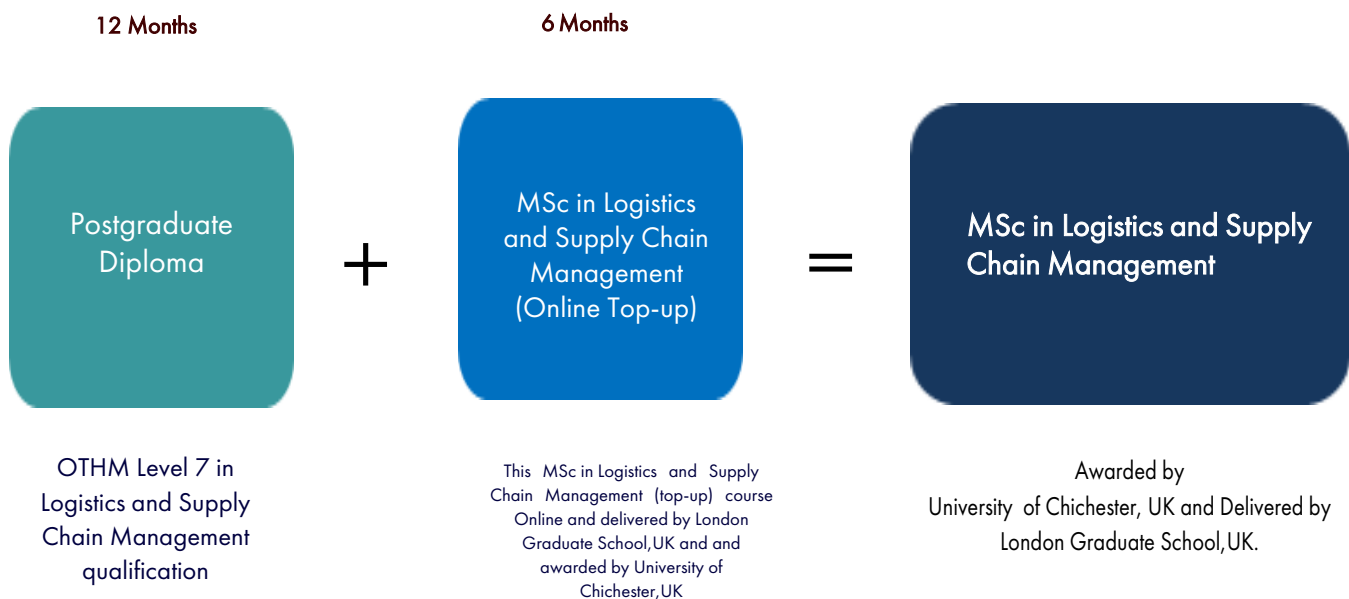 12 Months
6 Months
Postgraduate
Diploma
+
MSc in Logistics
and Supply Chain
Management
(Online Top-up)
=
MSc in Logistics and Supply
Chain Management
OTHM Level 7 in
Logistics and Supply
Chain Management
qualification
This MSc in Logistics and Supply
Chain Management (top-up) course
Online and delivered by London
Graduate School,UK and and
awarded by University of
Chichester,UK
Awarded by
University of Chichester, UK and Delivered by
London Graduate School,UK.